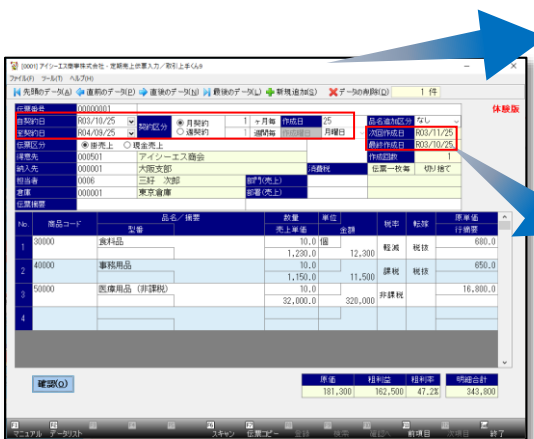 [0001] アイシーエス商事株式会社 - 定期売上伝票入力／取引上手くんα
ファイル(F) ツール(T) ヘルプ(H)
先頭のデータ(A) 直前のデータ(P) 直後のデータ(N) 最後のデータ(L) 新規追加(S) データの削除(D) 1 件
伝票番号 00000001 体験版
自契約日 R03/10/25 契約区分 月契約 1 ヶ月毎 作成日 25 品名追加区分 なし
至契約日 R04/09/25 週契約 1 週間毎 作成曜日 月曜日 次回作成日 R03/11/25
伝票区分 掛売上 現金売上 最終作成日 R03/10/25
得意先 000501 アイシーエス商会 作成回数 1
納入先 000001 大阪支部 消費税 伝票一枚毎 切り捨て
担当者 0006 三好 次郎 部門(売上)
倉庫 000001 東京倉庫 部署(売上)
伝票摘要
No. 商品コード 品名／摘要 数量 単位 税率 転嫁 原単価
型番 売上単価 金額 行摘要
1 30000 食料品 10.0 個 軽減 税抜 680.0
1,230.0 12,300
2 40000 事務用品 10.0 課税 税抜 650.0
1,150.0 11,500
3 50000 医療用品（非課税） 10.0 非課税 16,800.0
32,000.0 320,000
4
確認(O)
原価 粗利益 粗利率 明細合計
181,300 162,500 47.2% 343,800
マニュアル データリスト スキャン 伝票コピー 登録 検索 確認へ 前項目 次項目 終了